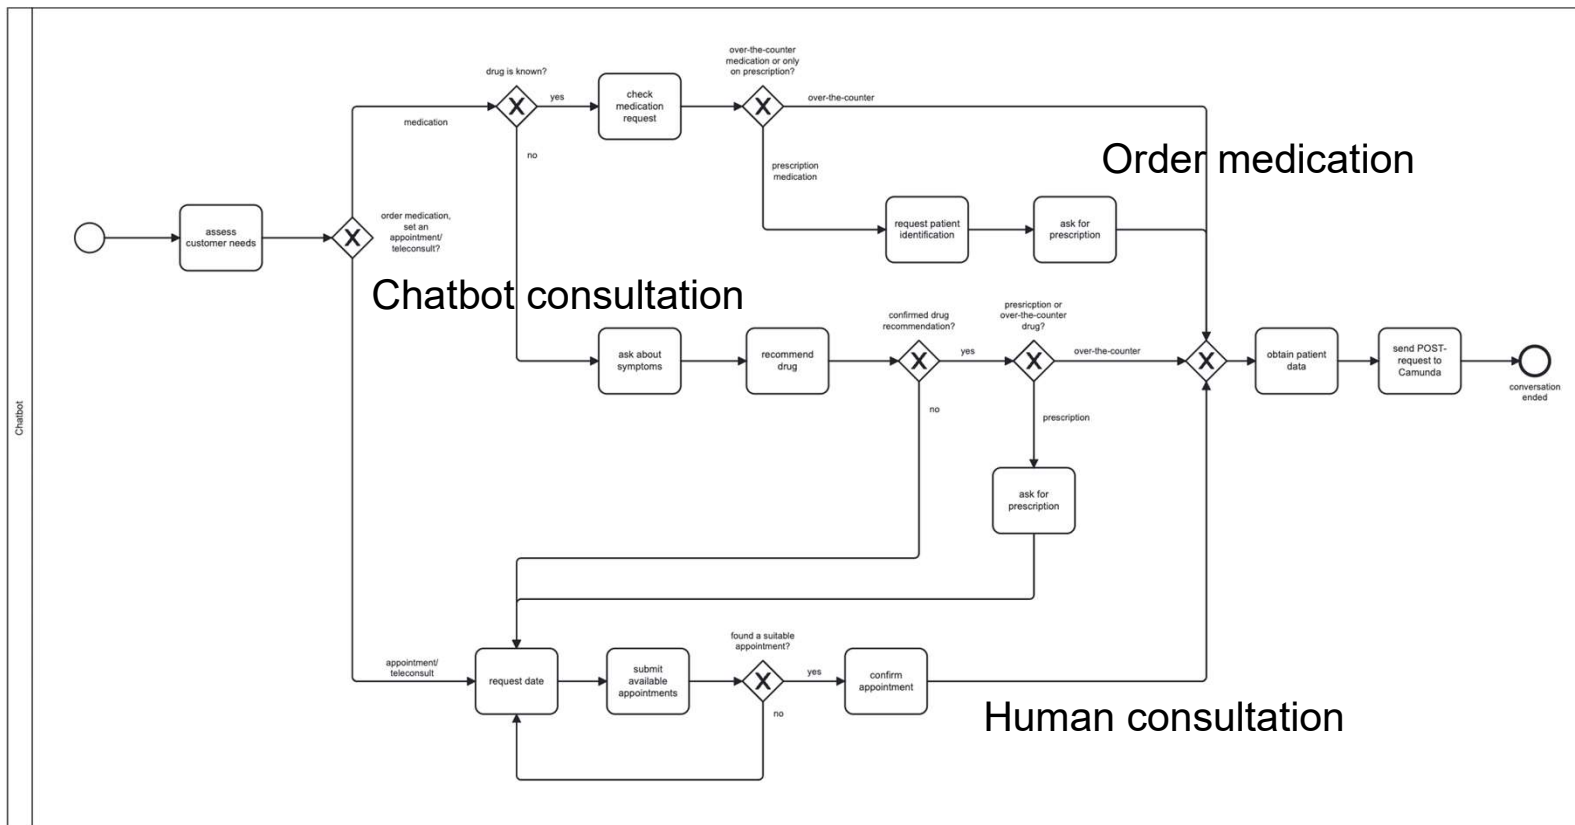 over-the-counter
medication or only
on prescription?
drug is known?
yes
check
medication
request
over-the-counter
medication
no
prescription
medication
Order medication
assess
customer needs
order medication,
set an
appointment/
teleconsult?
request patient
identification
ask for
prescription
Chatbot consultation
confirmed drug
recommendation?
presricption or
over-the-counter
drug?
ask about
symptoms
recommend
drug
yes
over-the-counter
obtain patient
data
send POST-
request to
Camunda
conversation
ended
no
prescription
Chatbot
ask for
prescription
found a suitable
appointment?
appointment/
teleconsult
request date
submit
available
appointments
yes
confirm
appointment
no
Human consultation